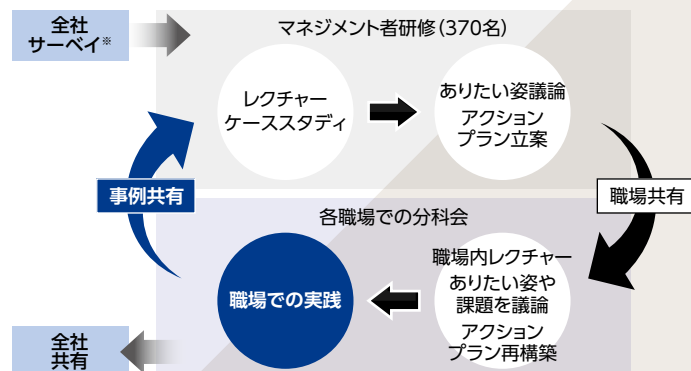 全社
サーベイ※
マネジメント者研修（370名）
レクチャー
ケーススタディ
ありたい姿議論
アクション
プラン立案
事例共有
職場共有
各職場での分科会
職場での実践
職場内レクチャー
ありたい姿や
課題を議論
アクション
プラン再構築
全社
共有